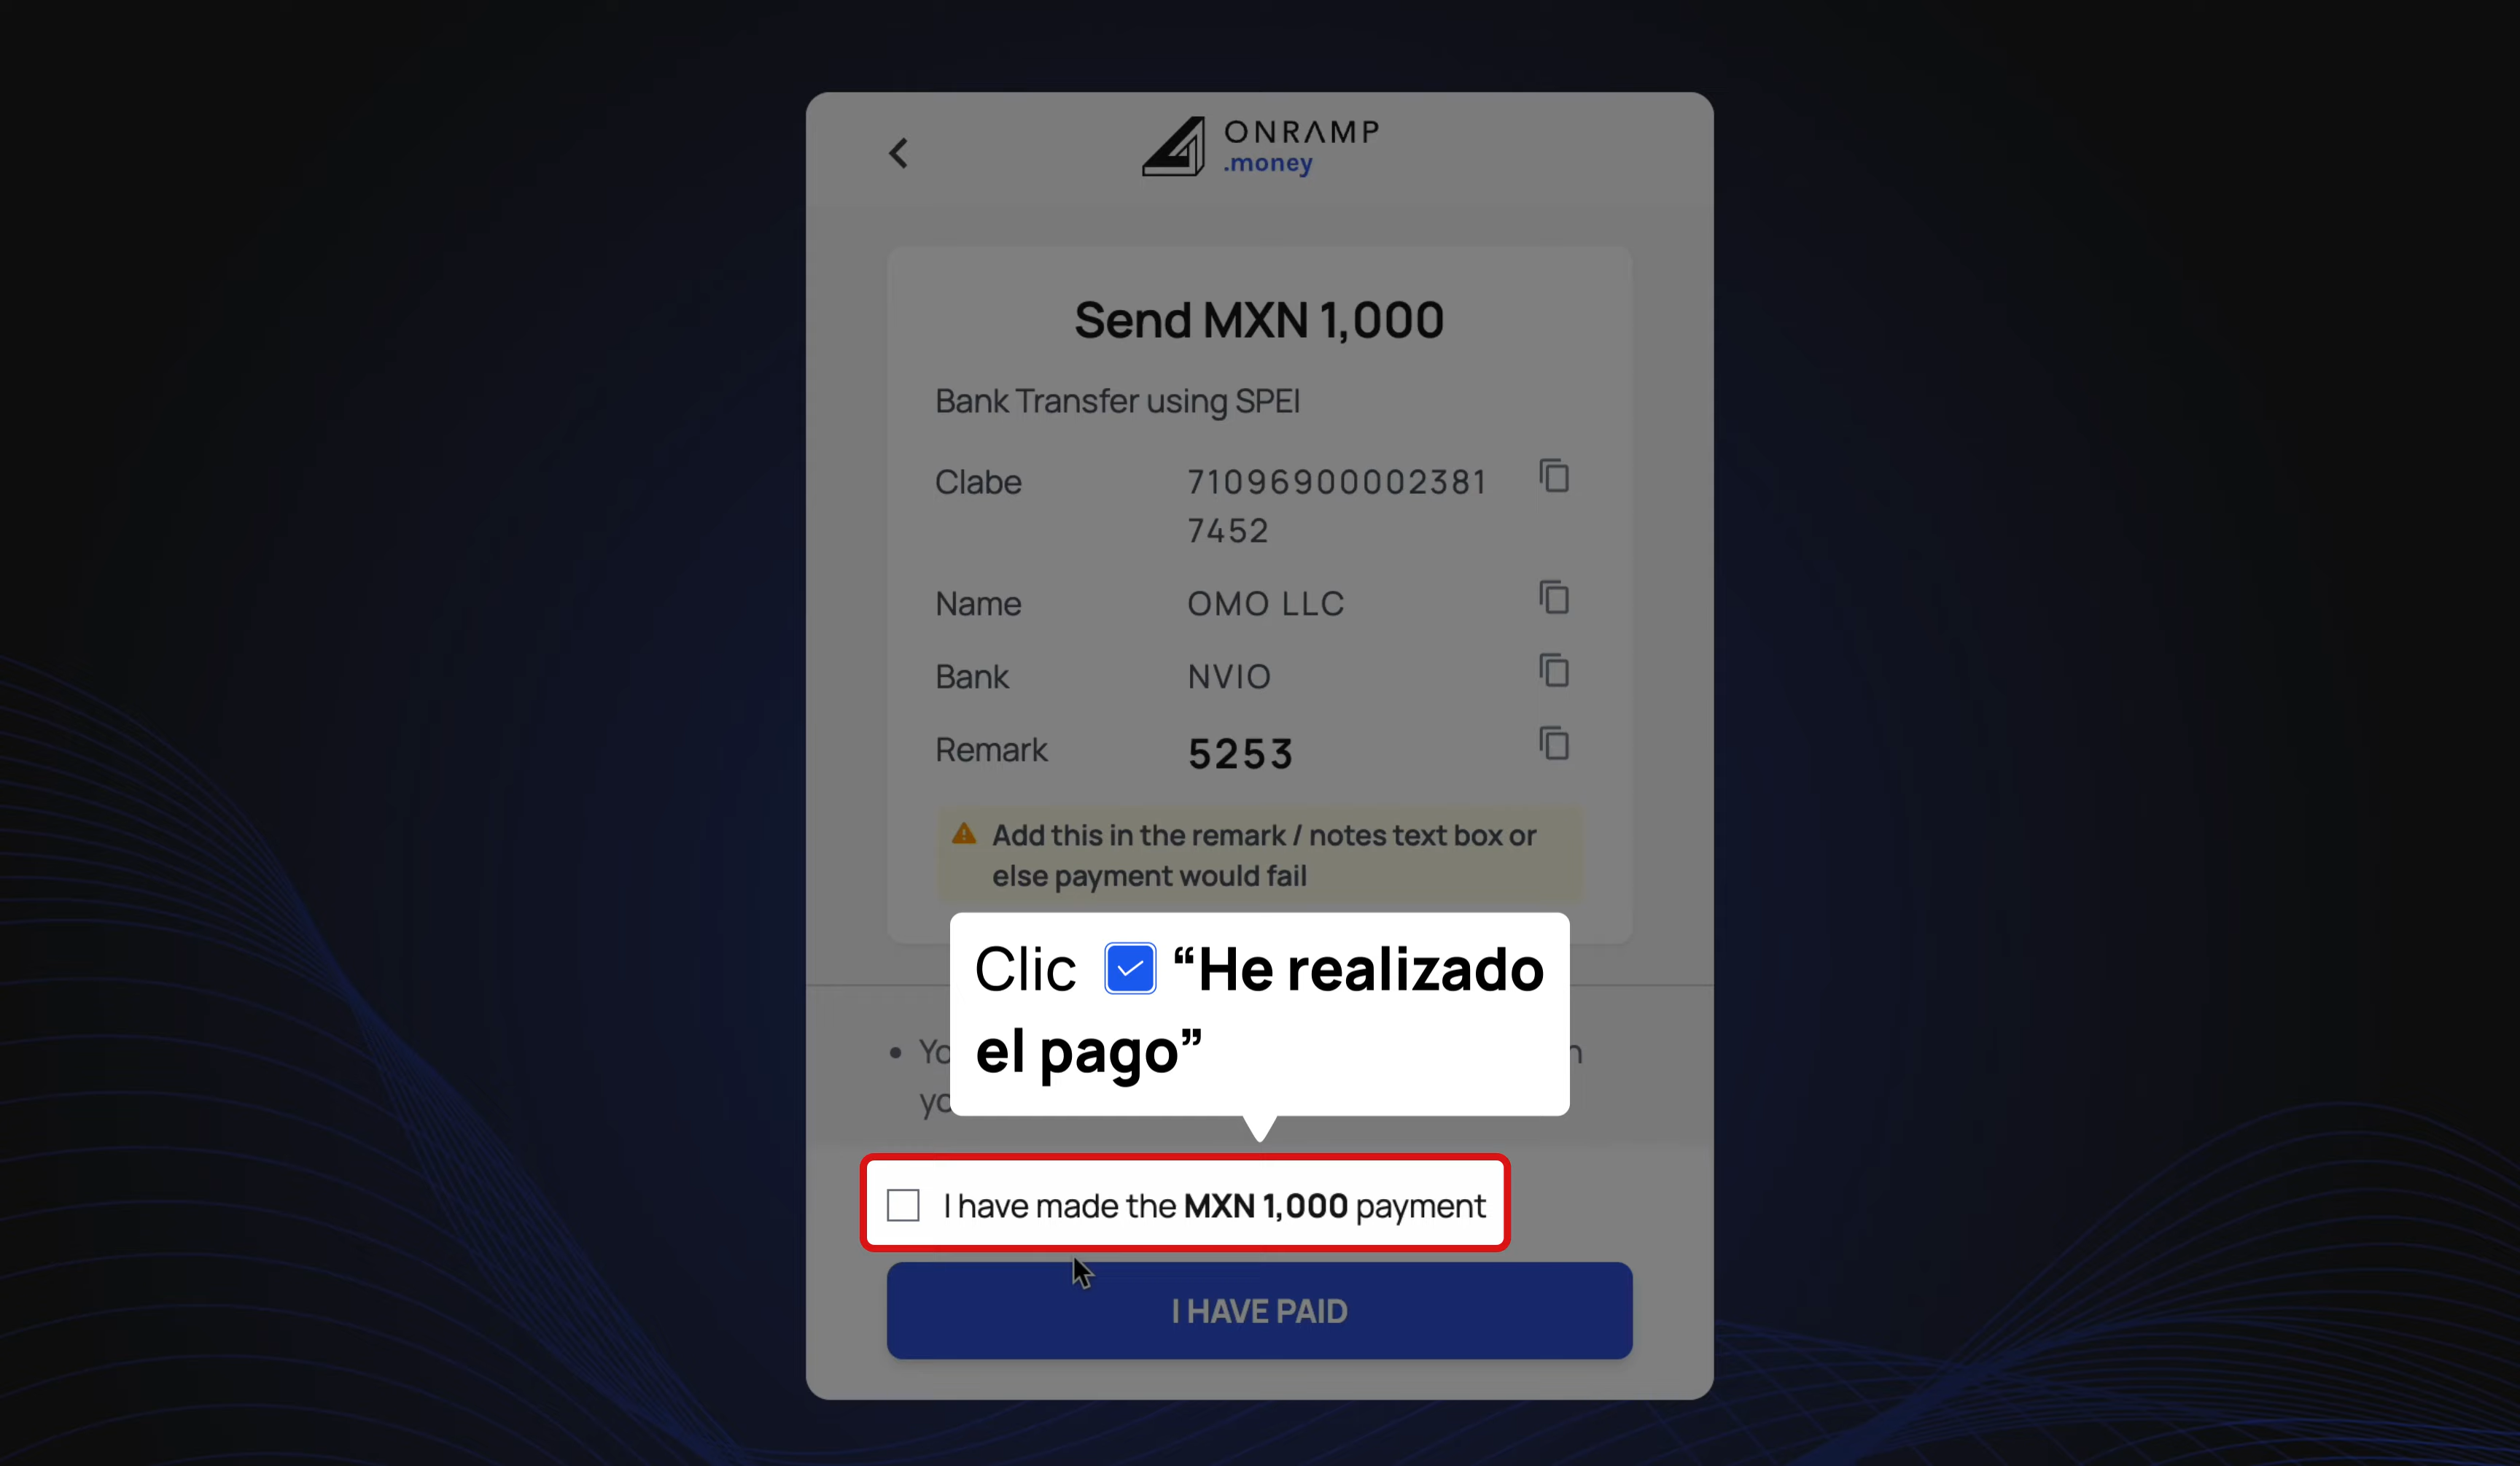 ONRAMP
.money
Send MXN 1,000
Bank Transfer using SPEI
Clabe 71096900002381
7452
Name OMO LLC
Bank NVIO
Remark 5253
Add this in the remark / notes text box or
else payment would fail
Clic “He realizado
el pago”
I have made the MXN 1,000 payment
I HAVE PAID